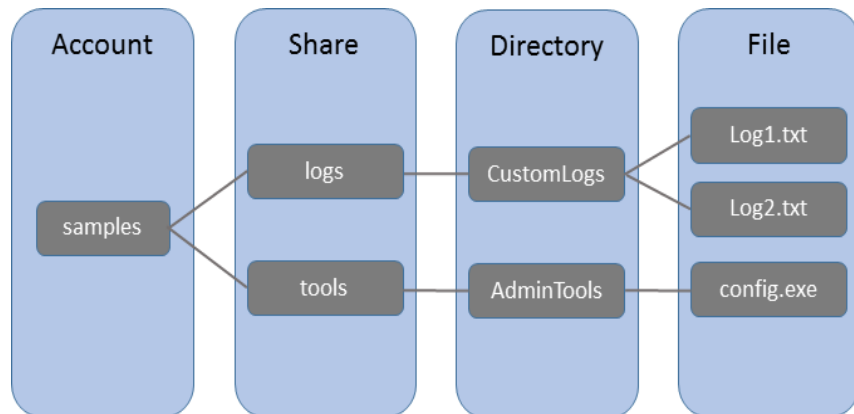 Account
Share
Directory
File
samples
logs
tools
CustomLogs
AdminTools
Log1.txt
Log2.txt
config.exe